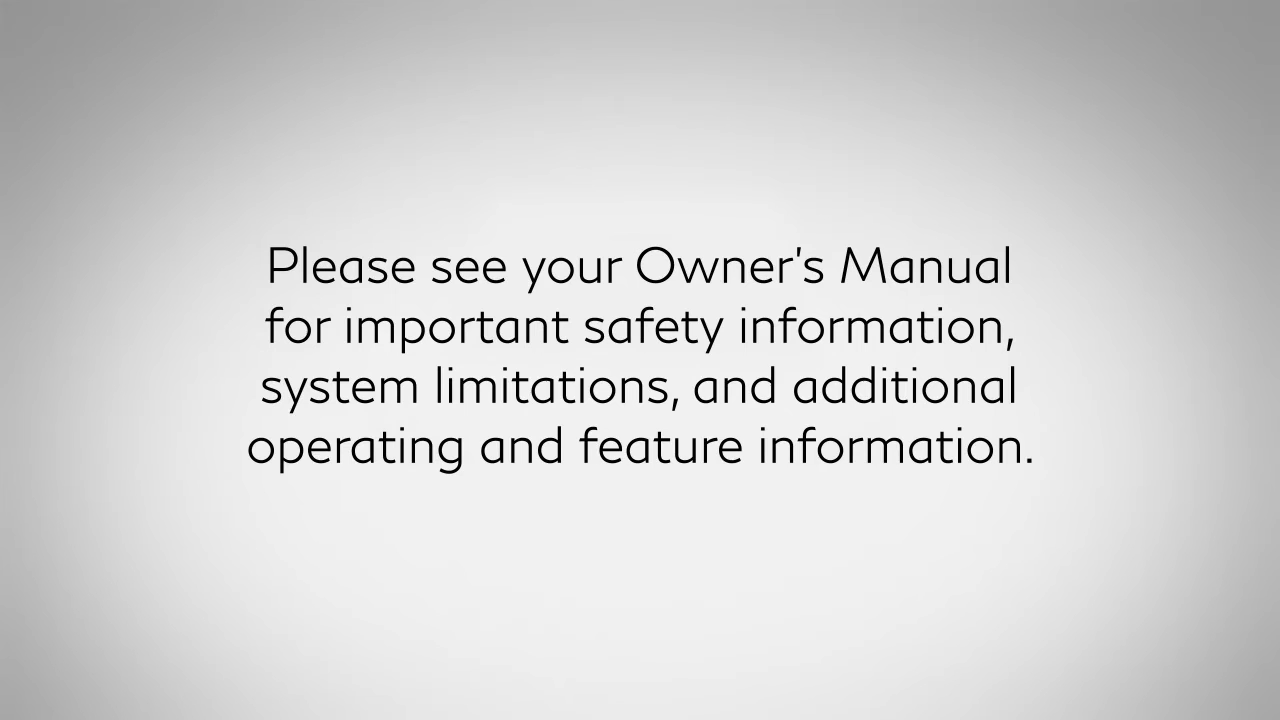 Please see your Owner's Manual
for important safety information,
system limitations, and additional
operating and feature information.